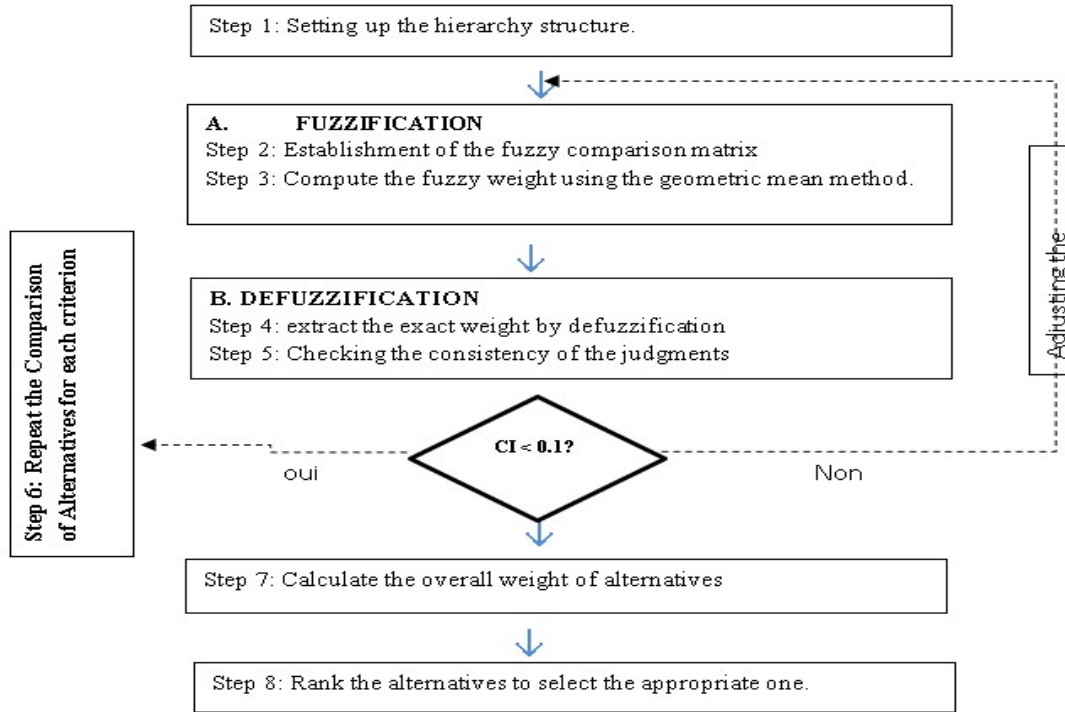 Step 1: Setting up the hierarchy structure.
A. FUZZIFICATION
Step 2: Establishment of the fuzzy comparison matrix
Step 3: Compute the fuzzy weight using the geometric mean method.
Adjusting the
B. DEFUZZIFICATION
Step 4: extract the exact weight by defuzzification
Step 5: Checking the consistency of the judgments
CI < 0.1?
oui
Non
Step 6: Repeat the Comparison
of Alternatives for each criterion
Step 7: Calculate the overall weight of alternatives
Step 8: Rank the alternatives to select the appropriate one.